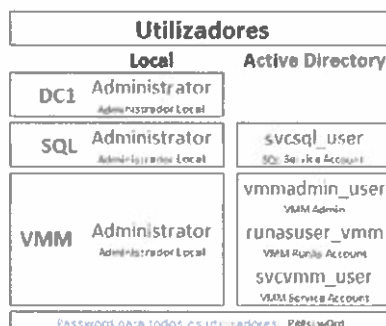 Utilizadores
Local Active Directory
DC1 Administrator
Administrador Local
SQL Administrator svcsql_user
Administrador Local SQL Service Account
VMM Administrator
Administrador Local
vmmadmin_user
VMM Admin
runasuser_vmm
VMM RunAs Account
svcvmm_user
VMM Service Account
Password para todos os utilizadores: